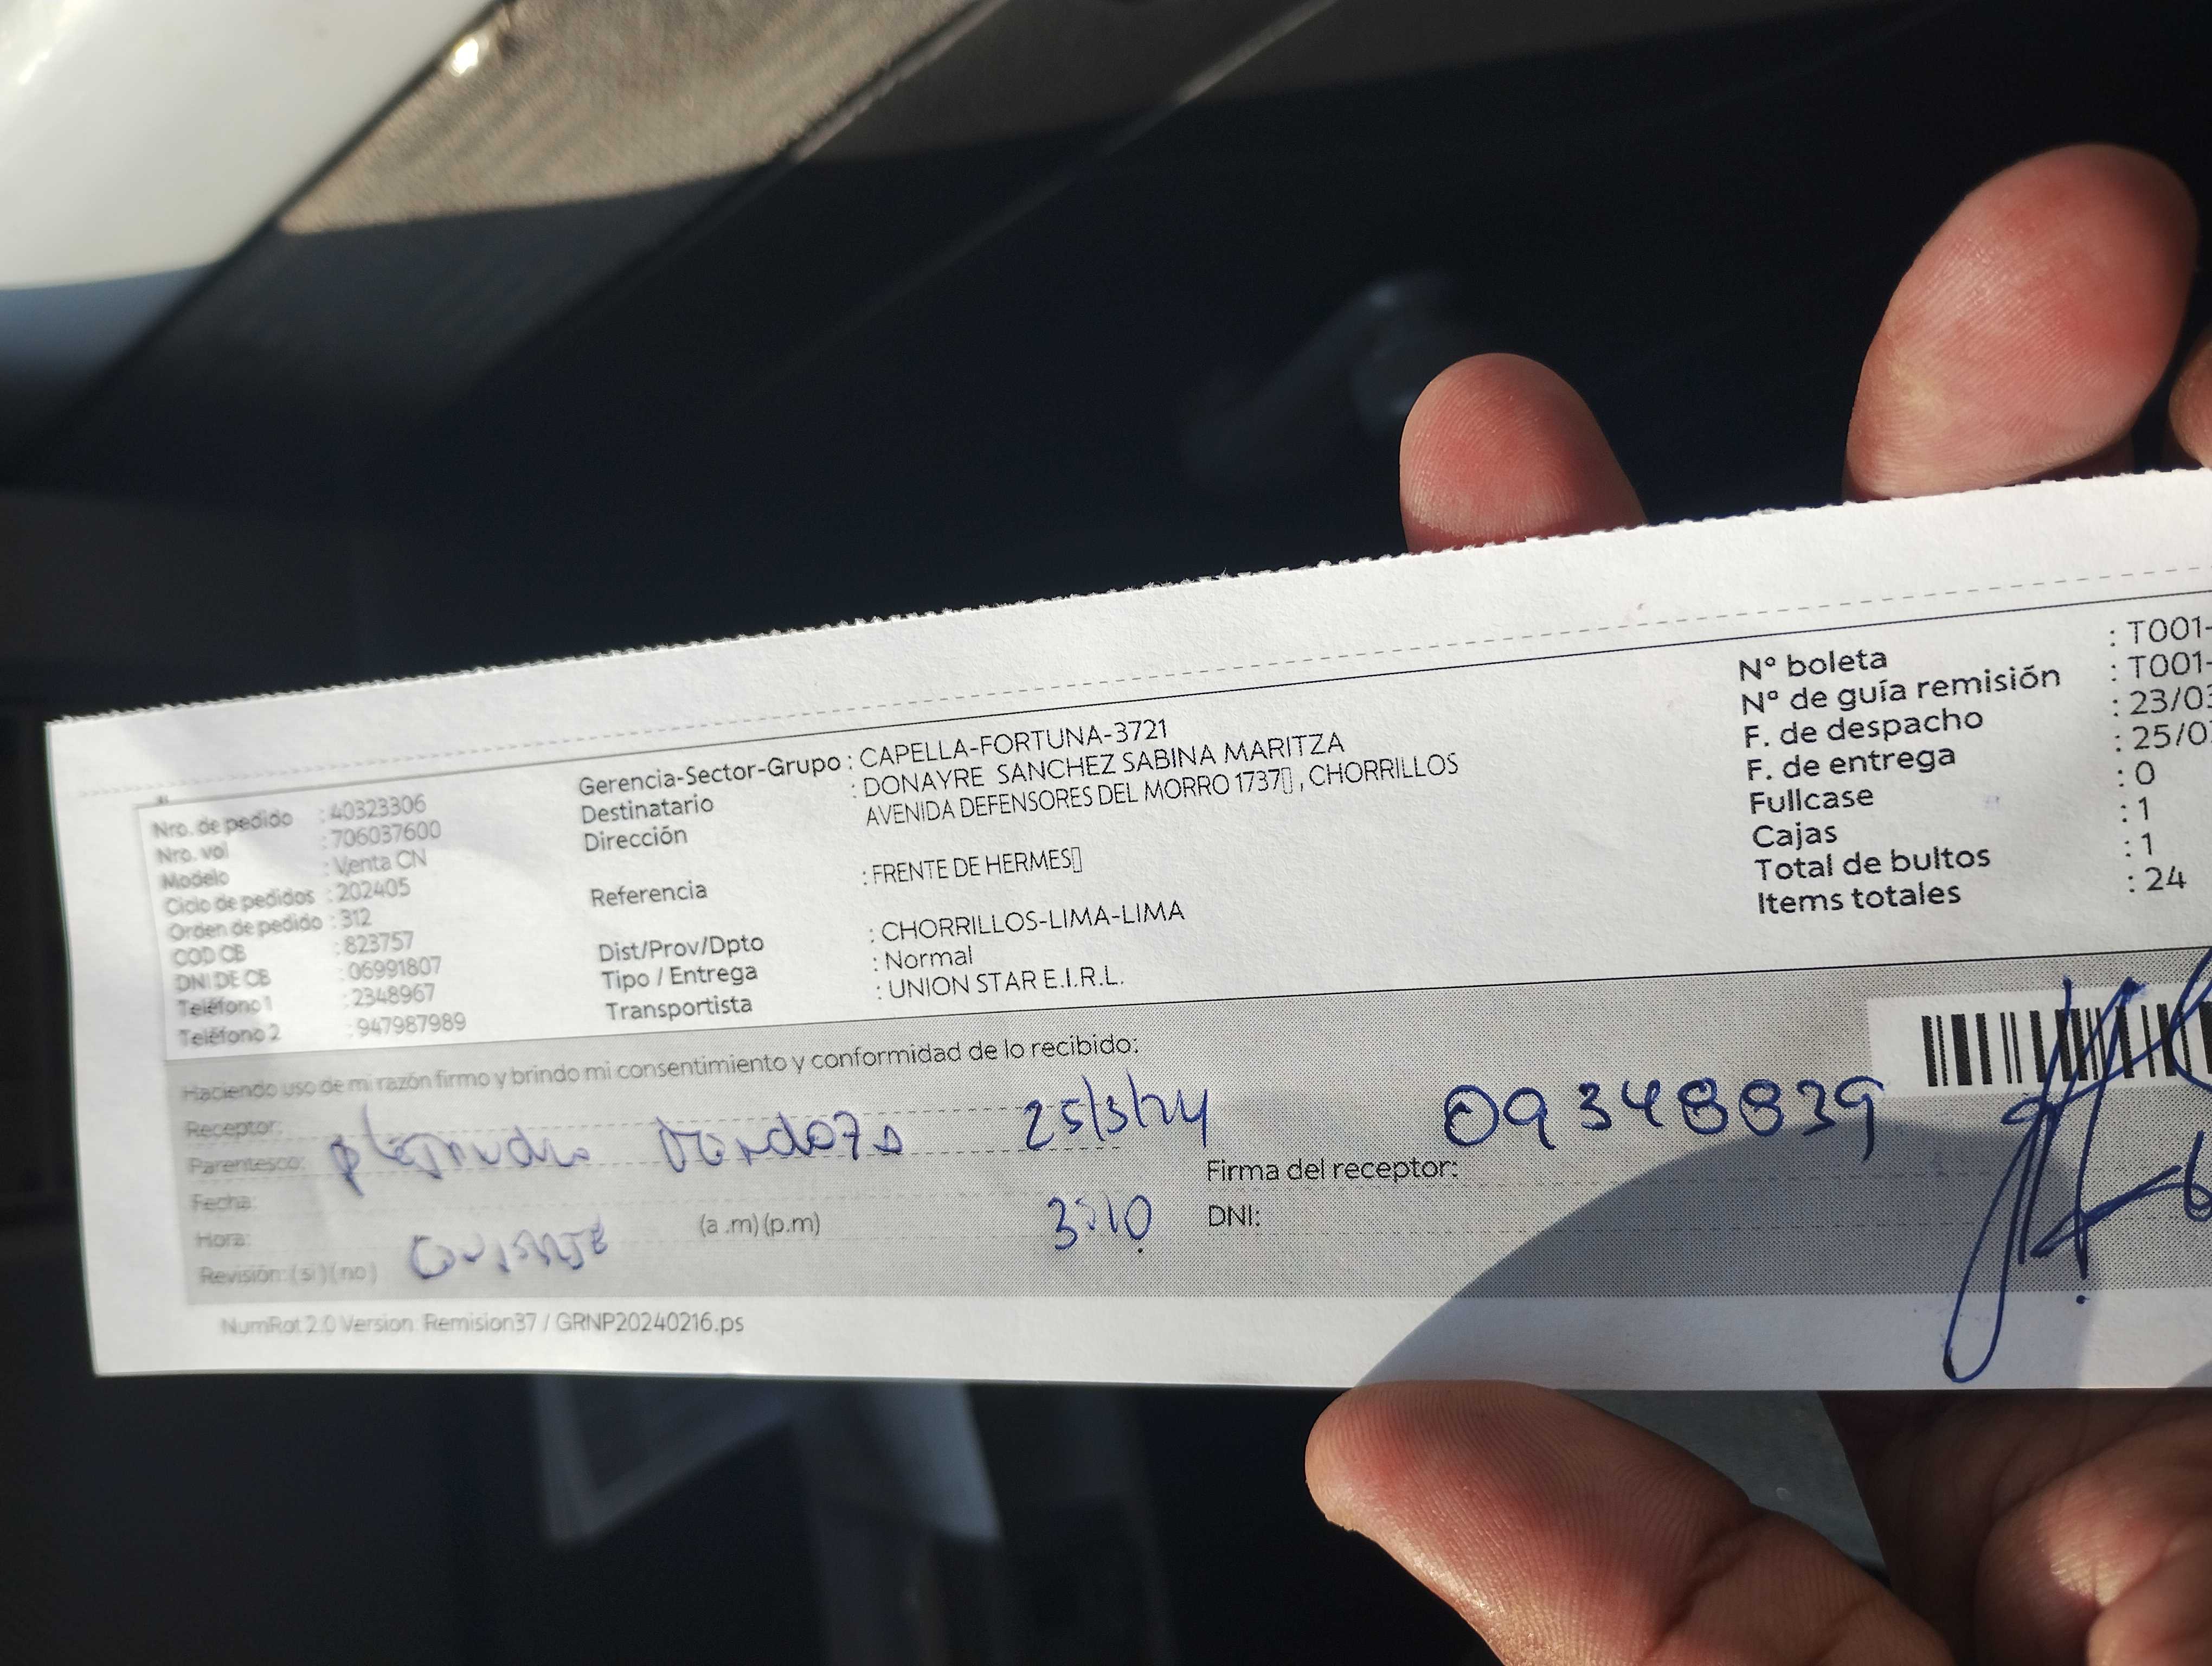 Nro. de pedido : 40323306
Nro. vol : 706037600
Modelo : Venta CN
Ciclo de pedidos : 202405
Orden de pedido : 312
COD CB : 823757
DNI DE CB : 06991807
Teléfono 1 : 2348967
Teléfono 2 : 947987989
Gerencia-Sector-Grupo : CAPELLA-FORTUNA-3721
Destinatario : DONAYRE SANCHEZ SABINA MARITZA
Dirección AVENIDA DEFENSORES DEL MORRO 1737▯, CHORRILLOS
Referencia : FRENTE DE HERMES▯
Dist/Prov/Dpto : CHORRILLOS-LIMA-LIMA
Tipo / Entrega : Normal
Transportista : UNION STAR E.I.R.L.
Nº boleta : T001-
Nº de guía remisión : T001-
F. de despacho : 23/03
F. de entrega : 25/0
Fullcase : 0
Cajas : 1
Total de bultos : 1
Items totales : 24
Haciendo uso de mi razón firmo y brindo mi consentimiento y conformidad de lo recibido:
Receptor:
Parentesco:
25/3/24
09348839
Fecha:
Firma del receptor:
Hora: (a .m) (p.m) 3:10 DNI:
Revisión: ( si ) ( no )
NumRot 2.0 Version: Remision37 / GRNP20240216.ps